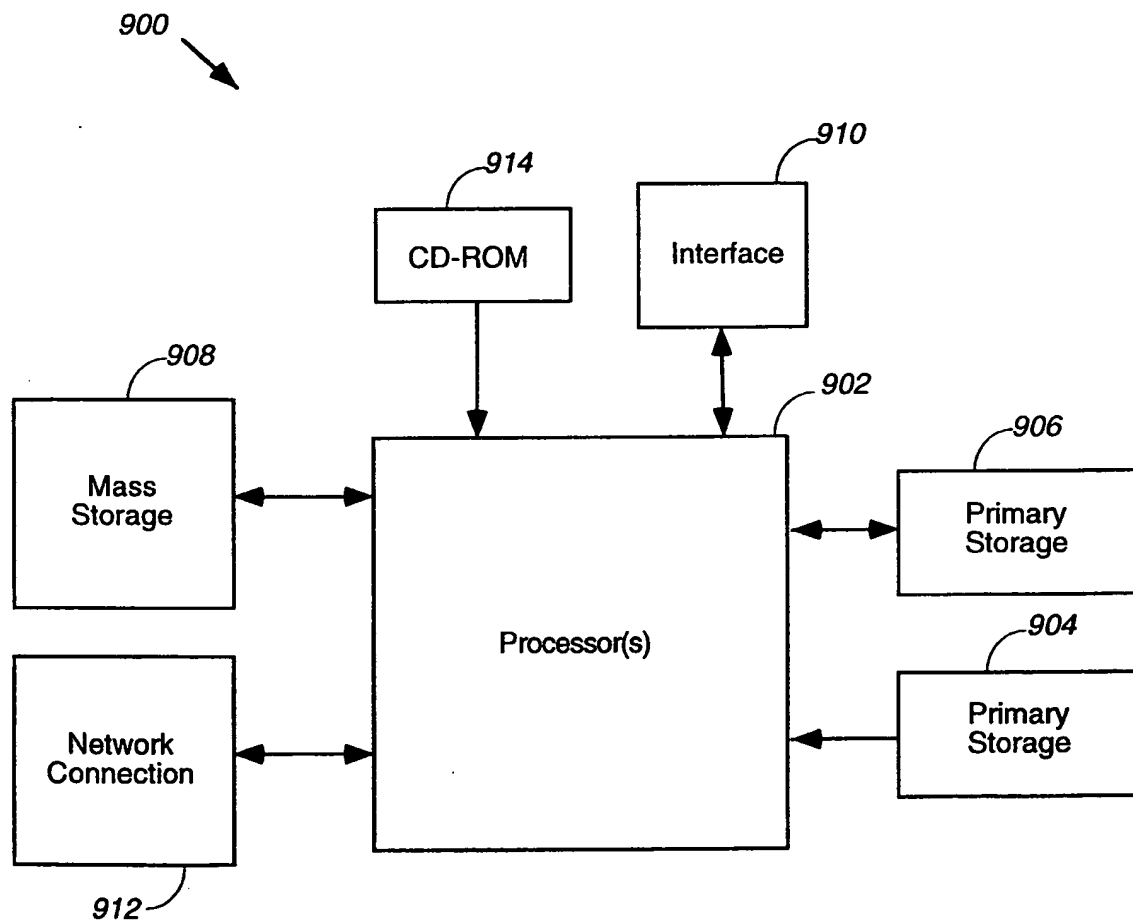 900
914
CD-ROM
910
Interface
908
Mass
Storage
902
906
Primary
Storage
Processor(s)
904
Primary
Storage
Network
Connection
912